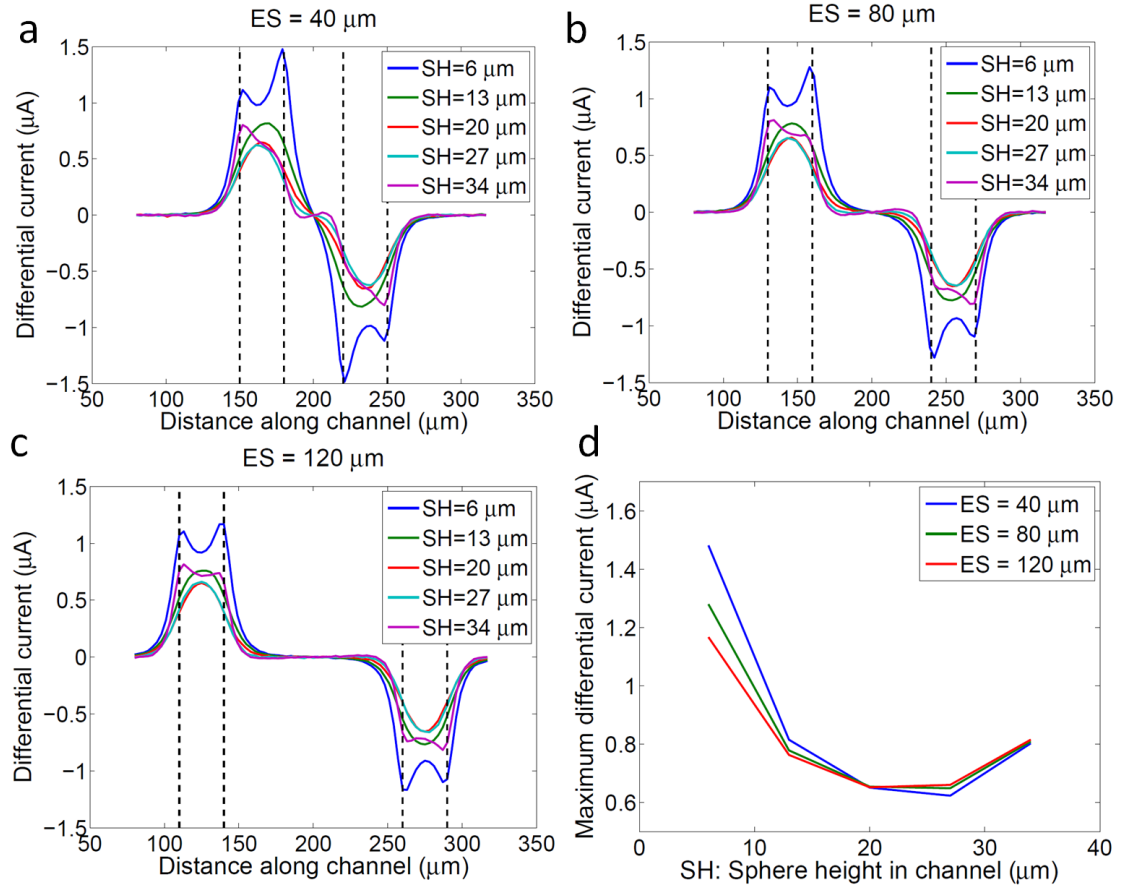 a
ES = 40 μm
1.5
1
0.5
0
−0.5
−1
−1.5
Differential current (μA)
50 100 150 200 250 300 350
Distance along channel (μm)
SH=6 μm
SH=13 μm
SH=20 μm
SH=27 μm
SH=34 μm
b
ES = 80 μm
1.5
1
0.5
0
−0.5
−1
−1.5
Differential current (μA)
50 100 150 200 250 300 350
Distance along channel (μm)
SH=6 μm
SH=13 μm
SH=20 μm
SH=27 μm
SH=34 μm
c
ES = 120 μm
1.5
1
0.5
0
−0.5
−1
−1.5
Differential current (μA)
50 100 150 200 250 300 350
Distance along channel (μm)
SH=6 μm
SH=13 μm
SH=20 μm
SH=27 μm
SH=34 μm
d
1.6
1.4
1.2
1
0.8
0.6
Maximum differential current (μA)
0 10 20 30 40
SH: Sphere height in channel (μm)
ES = 40 μm
ES = 80 μm
ES = 120 μm